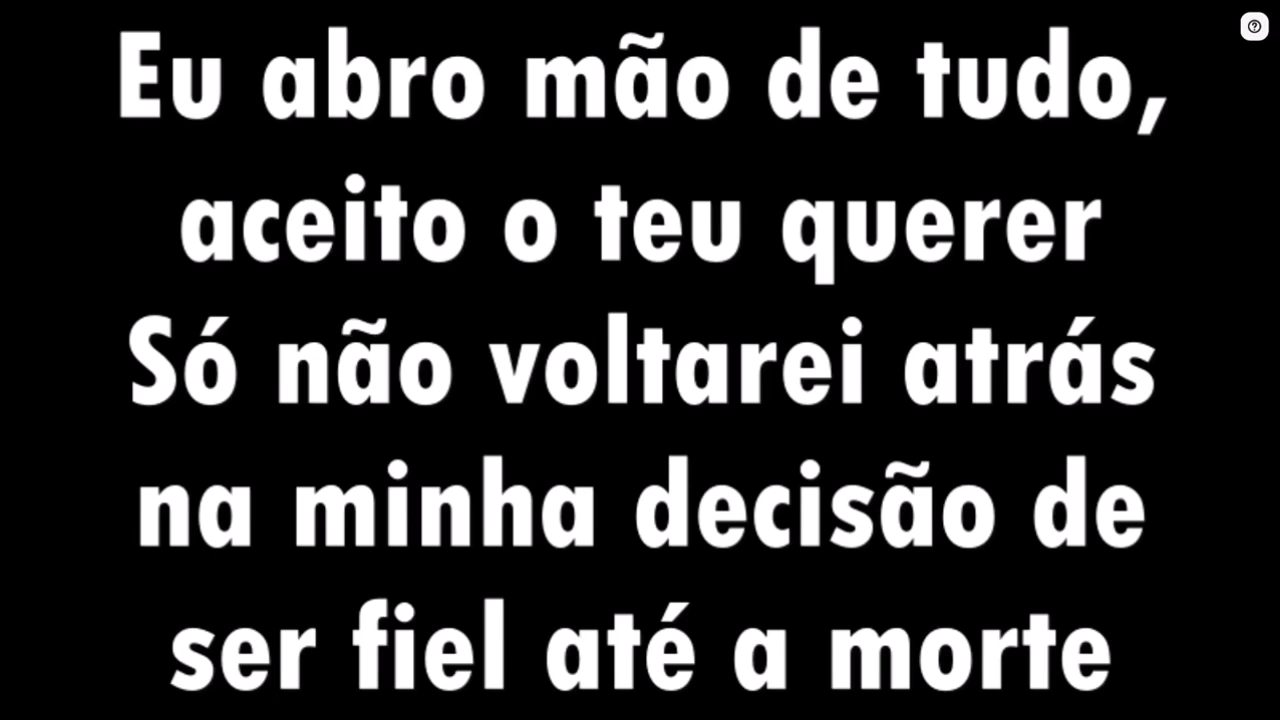 Eu abro mão de tudo,
aceito o teu querer
Só não voltarei atrás
na minha decisão de
ser fiel até a morte